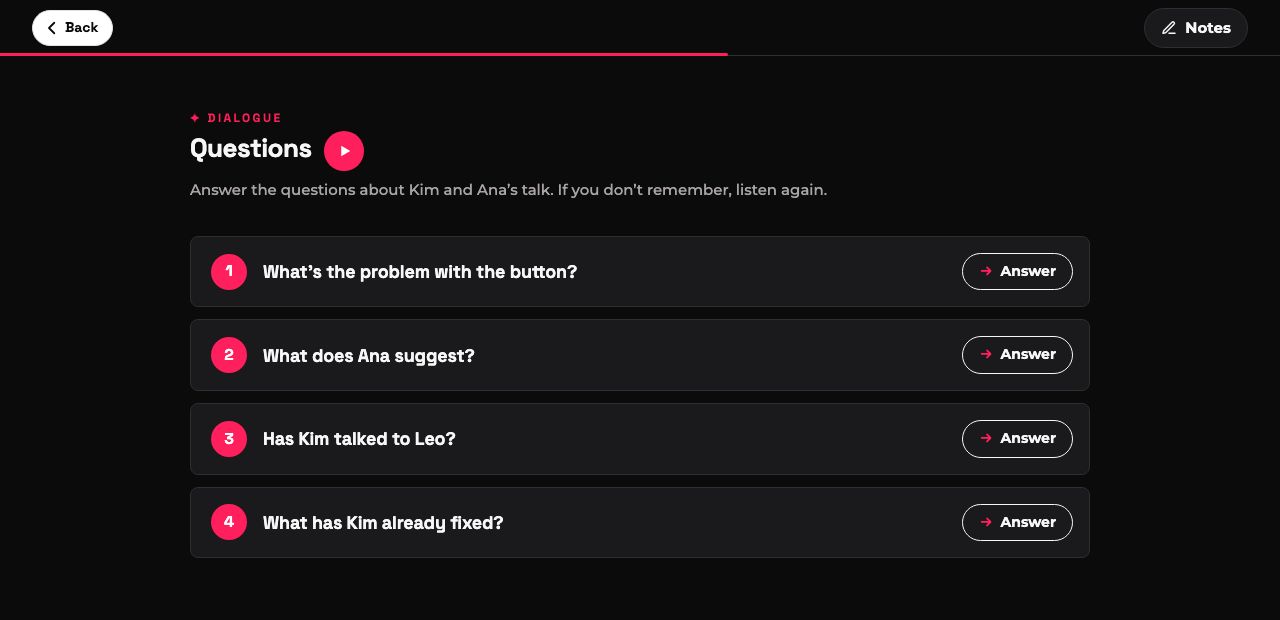 Back
Notes
DIALOGUE
Questions
Answer the questions about Kim and Ana's talk. If you don't remember, listen again.
1 What's the problem with the button? → Answer
2 What does Ana suggest? → Answer
3 Has Kim talked to Leo? → Answer
4 What has Kim already fixed? → Answer